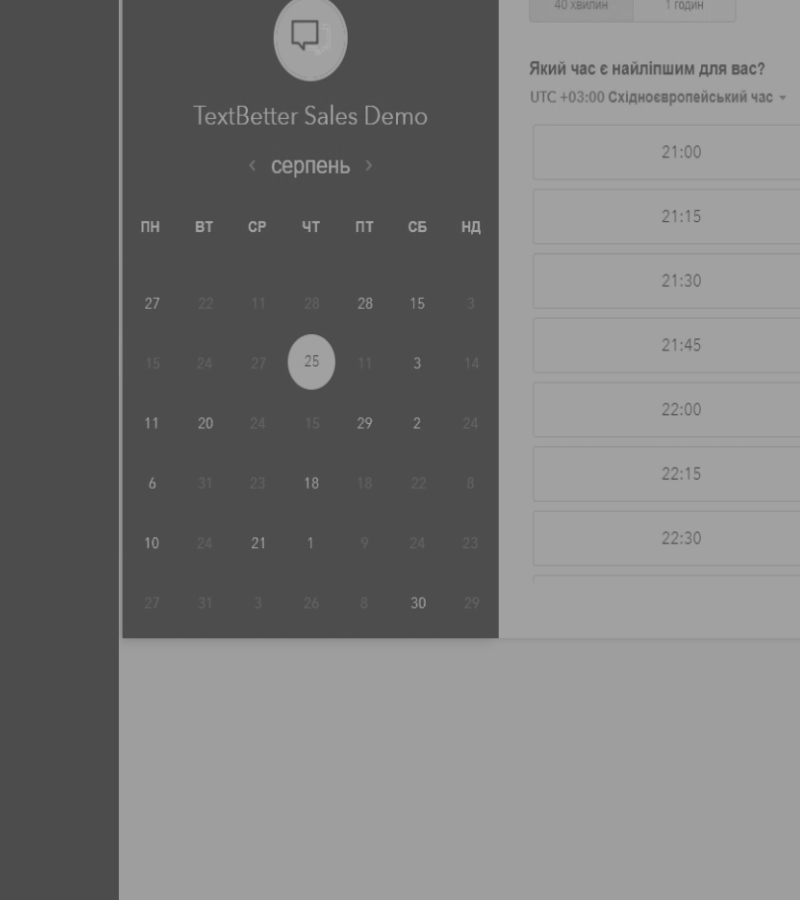 TextBetter Sales Demo
< серпень >
ПН ВТ СР ЧТ ПТ СБ НД
27 22 11 28 28 15 3
15 24 27 25 11 3 14
11 20 24 15 29 2 24
6 31 23 18 18 22 8
10 24 21 1 9 24 23
27 31 3 26 8 30 29
40 хвилин 1 годин
Який час є найліпшим для вас?
UTC +03:00 Східноєвропейський час
21:00
21:15
21:30
21:45
22:00
22:15
22:30